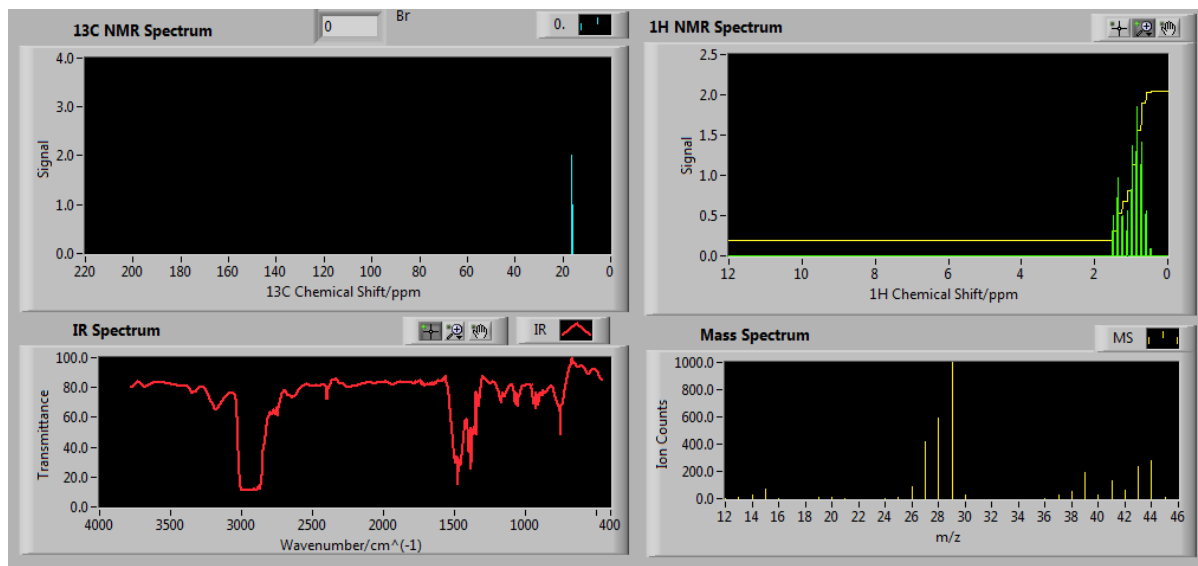 13C NMR Spectrum
0
Br
0.
4.0
3.0
2.0
1.0
0.0
Signal
220 200 180 160 140 120 100 80 60 40 20 0
13C Chemical Shift/ppm
1H NMR Spectrum
2.5
2.0
1.5
1.0
0.5
0.0
Signal
12 10 8 6 4 2 0
1H Chemical Shift/ppm
IR Spectrum
IR
100.0
80.0
60.0
40.0
20.0
0.0
Transmittance
4000 3000 2000 1500 1000 400
Wavenumber/cm^(-1)
Mass Spectrum
MS
1000.0
800.0
600.0
400.0
200.0
0.0
Ion Counts
12 14 16 18 20 22 24 26 28 30 32 34 36 38 40 42 44 46
m/z